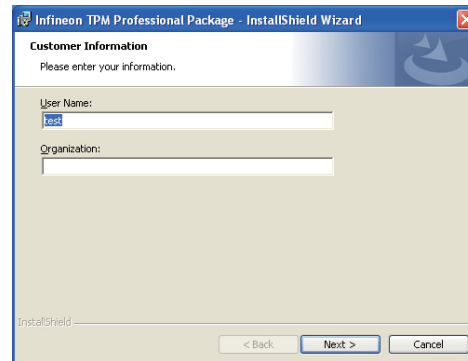 Infineon TPM Professional Package - InstallShield Wizard
Customer Information
Please enter your information.
User Name:
test
Organization:
InstallShield
< Back Next > Cancel